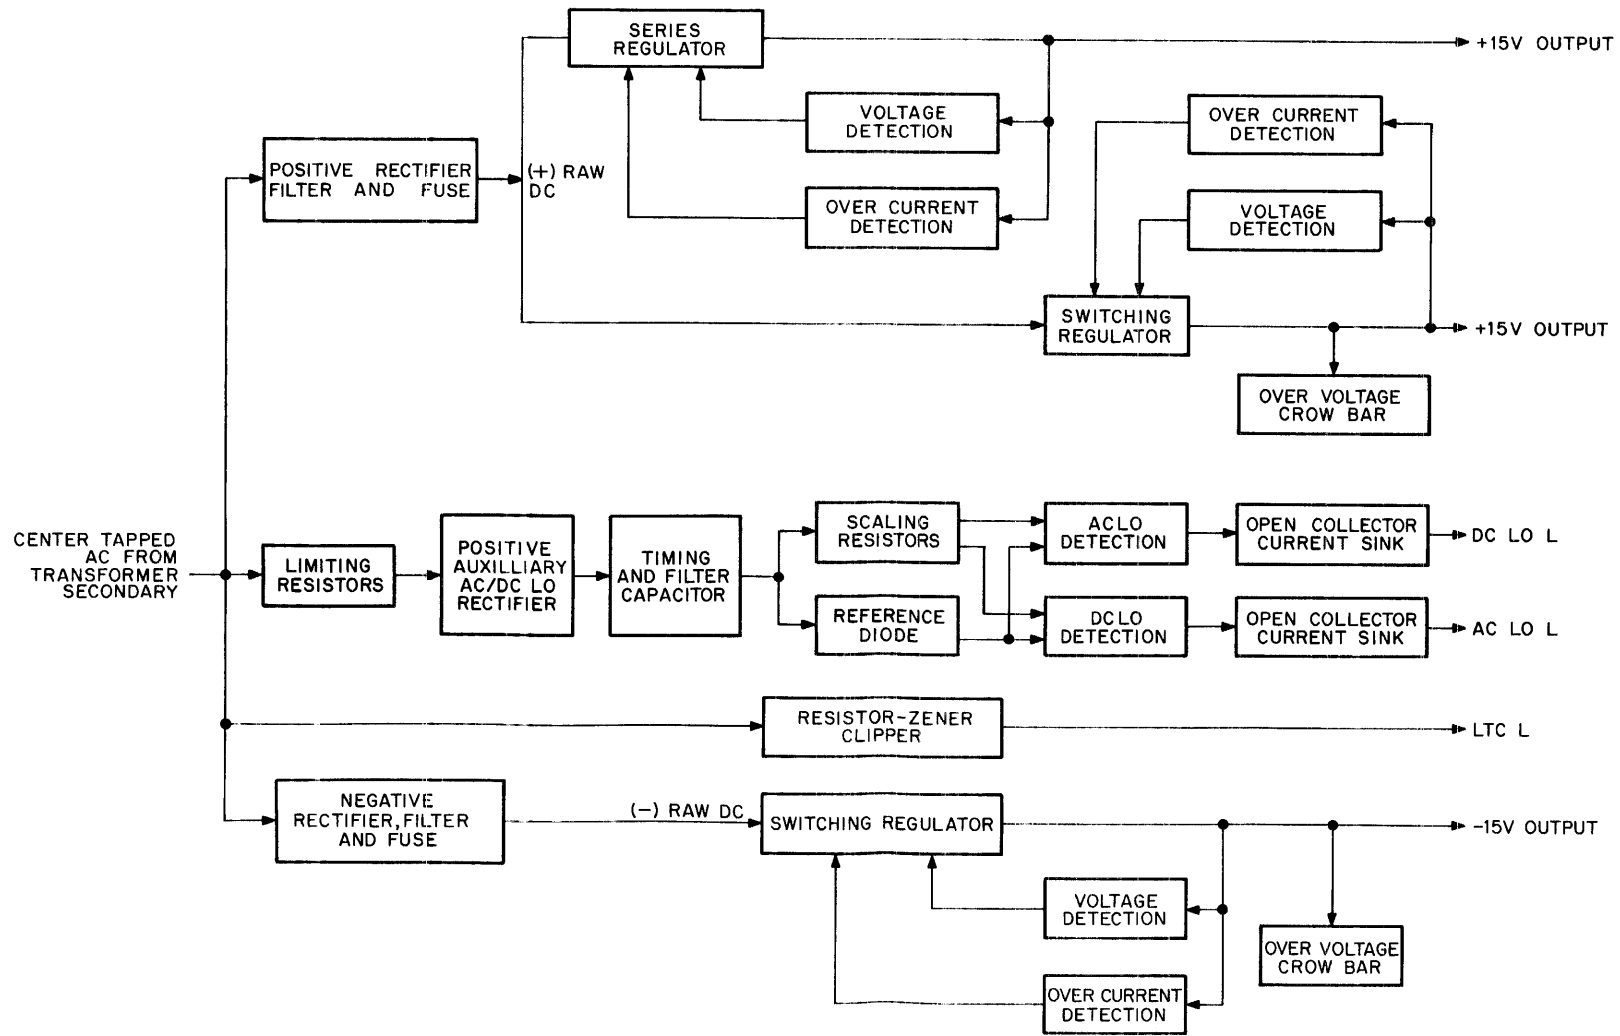 SERIES
REGULATOR
+15V OUTPUT
VOLTAGE
DETECTION
OVER CURRENT
DETECTION
POSITIVE RECTIFIER
FILTER AND FUSE
(+) RAW
DC
OVER CURRENT
DETECTION
VOLTAGE
DETECTION
SWITCHING
REGULATOR
+15V OUTPUT
OVER VOLTAGE
CROW BAR
CENTER TAPPED
AC FROM
TRANSFORMER
SECONDARY
LIMITING
RESISTORS
POSITIVE
AUXILLIARY
AC/DC LO
RECTIFIER
TIMING
AND FILTER
CAPACITOR
SCALING
RESISTORS
ACLO
DETECTION
OPEN COLLECTOR
CURRENT SINK
DC LO L
REFERENCE
DIODE
DCLO
DETECTION
OPEN COLLECTOR
CURRENT SINK
AC LO L
RESISTOR-ZENER
CLIPPER
LTC L
NEGATIVE
RECTIFIER, FILTER
AND FUSE
(−) RAW DC
SWITCHING REGULATOR
-15V OUTPUT
VOLTAGE
DETECTION
OVER VOLTAGE
CROW BAR
OVER CURRENT
DETECTION